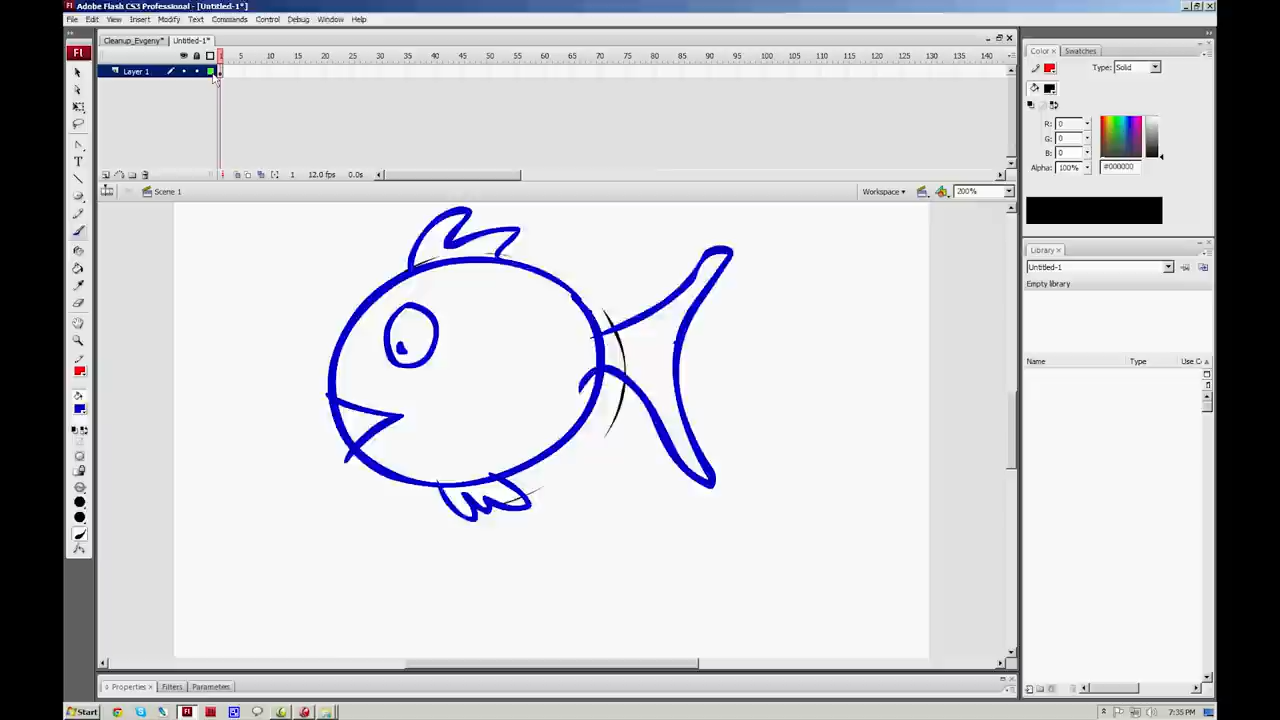 Adobe Flash CS3 Professional - [Untitled-1*]
File Edit View Insert Modify Text Commands Control Debug Window Help
Cleanup_Evgeny* Untitled-1*
5 10 15 20 25 30 35 40 45 50 55 60 65 70 75 80 85 90 95 100 105 110 115 120 125 130 135 140
Layer 1
1 12.0 fps 0.0s
Scene 1 Workspace 200%
Fl
T
Color Swatches
Type: Solid
R: 0
G: 0
B: 0
Alpha: 100% #000000
Library
Untitled-1
Empty library
Name Type Use C
Properties Filters Parameters
Start 7:35 PM